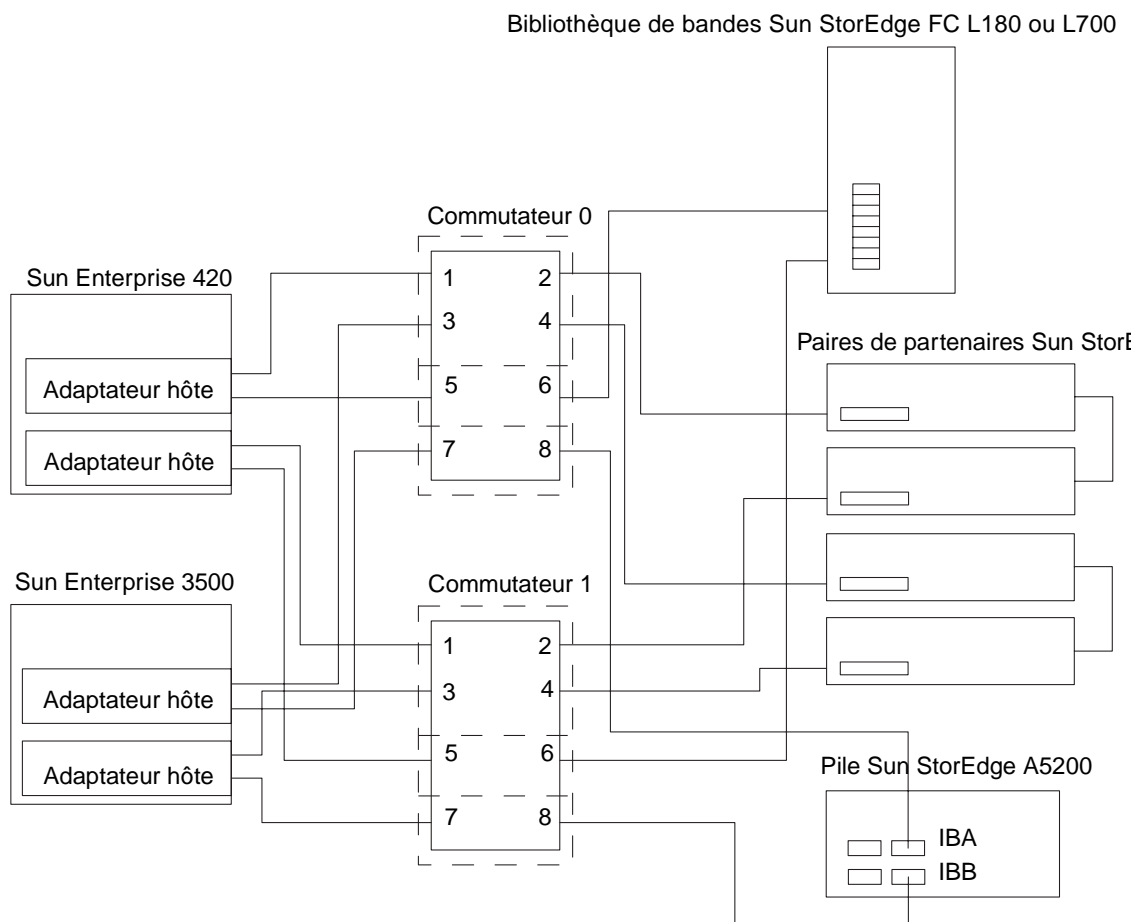 Bibliothèque de bandes Sun StorEdge FC L180 ou L700
Commutateur 0
Sun Enterprise 420
1 2
3 4
5 6
7 8
Adaptateur hôte
Adaptateur hôte
Paires de partenaires Sun
Sun Enterprise 3500
Commutateur 1
1 2
3 4
5 6
7 8
Adaptateur hôte
Adaptateur hôte
Pile Sun StorEdge A5200
IBA
IBB